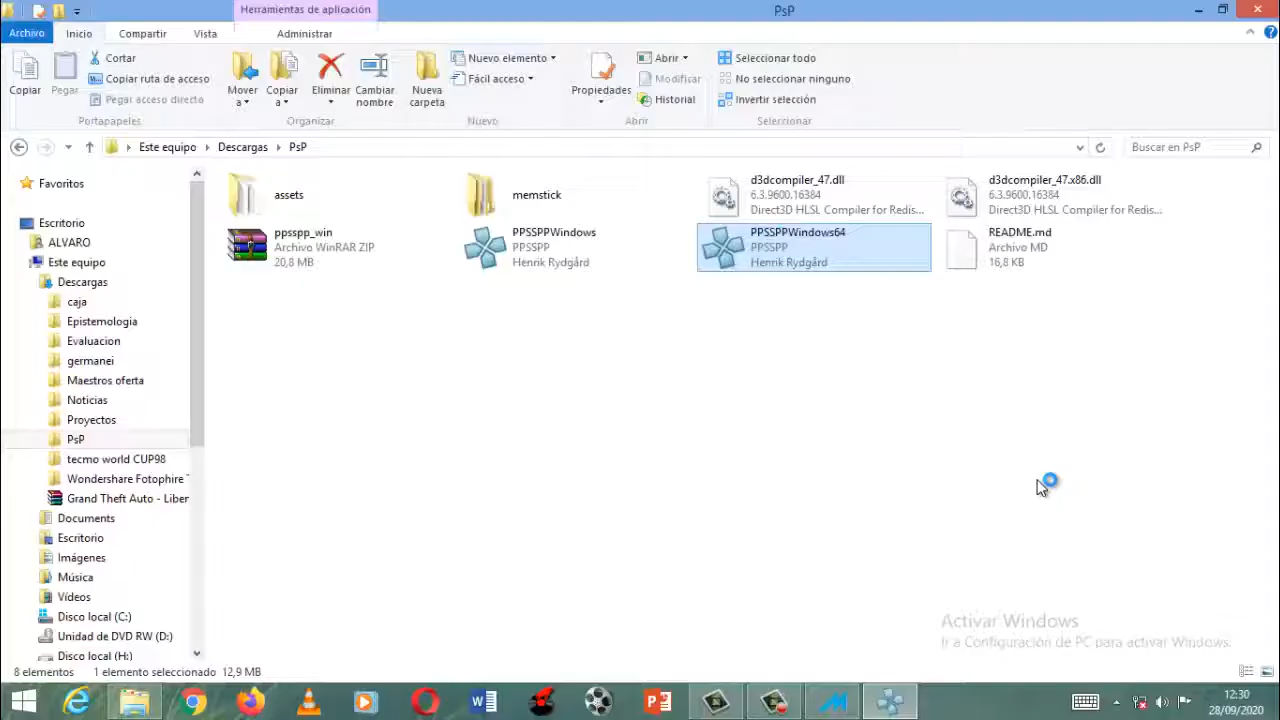 Herramientas de aplicación
PsP
Archivo
Inicio
Compartir
Vista
Administrar
Copiar
Pegar
Cortar
Copiar ruta de acceso
Pegar acceso directo
Portapapeles
Mover a
Copiar a
Eliminar
Cambiar nombre
Organizar
Nueva carpeta
Nuevo elemento
Fácil acceso
Nuevo
Propiedades
Abrir
Modificar
Historial
Abrir
Seleccionar todo
No seleccionar ninguno
Invertir selección
Seleccionar
Este equipo
Descargas
PsP
Buscar en PsP
Favoritos
Escritorio
ALVARO
Este equipo
Descargas
caja
Epistemologia
Evaluacion
germanei
Maestros oferta
Noticias
Proyectos
PsP
tecmo world CUP98
Wondershare Fotophire
Grand Theft Auto - Liber
Documents
Escritorio
Imágenes
Música
Vídeos
Disco local (C:)
Unidad de DVD RW (D:)
Disco local (H:)
assets
memstick
d3dcompiler_47.dll
6.3.9600.16384
Direct3D HLSL Compiler for Redis...
d3dcompiler_47.x86.dll
6.3.9600.16384
Direct3D HLSL Compiler for Redis...
ppsspp_win
Archivo WinRAR ZIP
20,8 MB
PPSSPPWindows
PPSSPP
Henrik Rydgård
PPSSPPWindows64
PPSSPP
Henrik Rydgård
README.md
Archivo MD
16,8 KB
Activar Windows
Ir a Configuración de PC para activar Windows.
8 elementos
1 elemento seleccionado 12,9 MB
12:30
28/09/2020